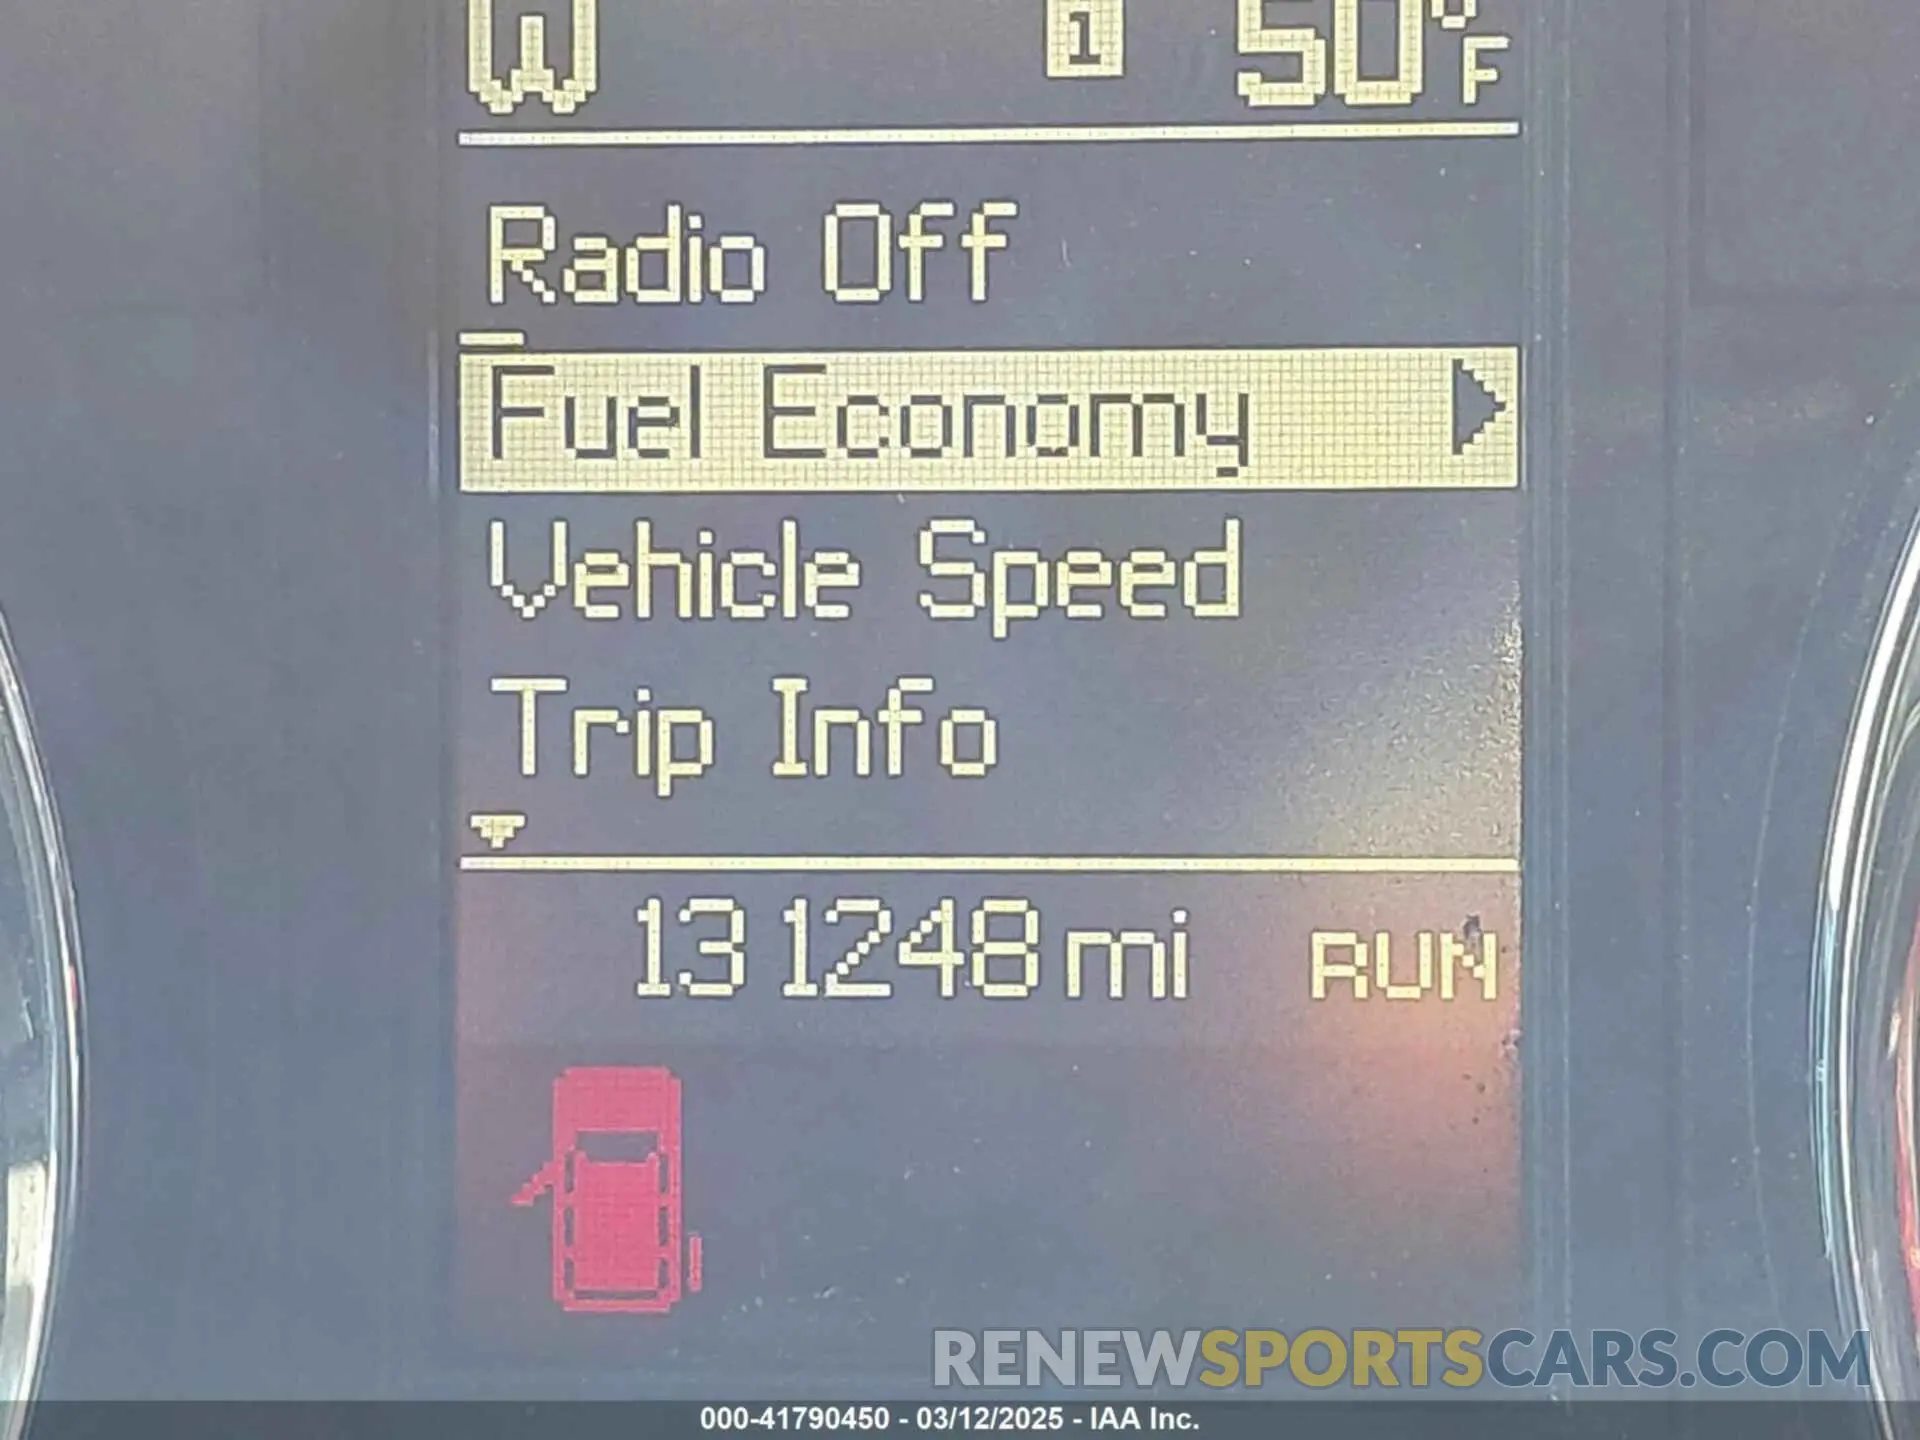 W 1 50°F
Radio Off
Fuel Economy
Vehicle Speed
Trip Info
131248 mi RUN
RENEWSPORTSCARS.COM
000-41790450 - 03/12/2025 - IAA Inc.